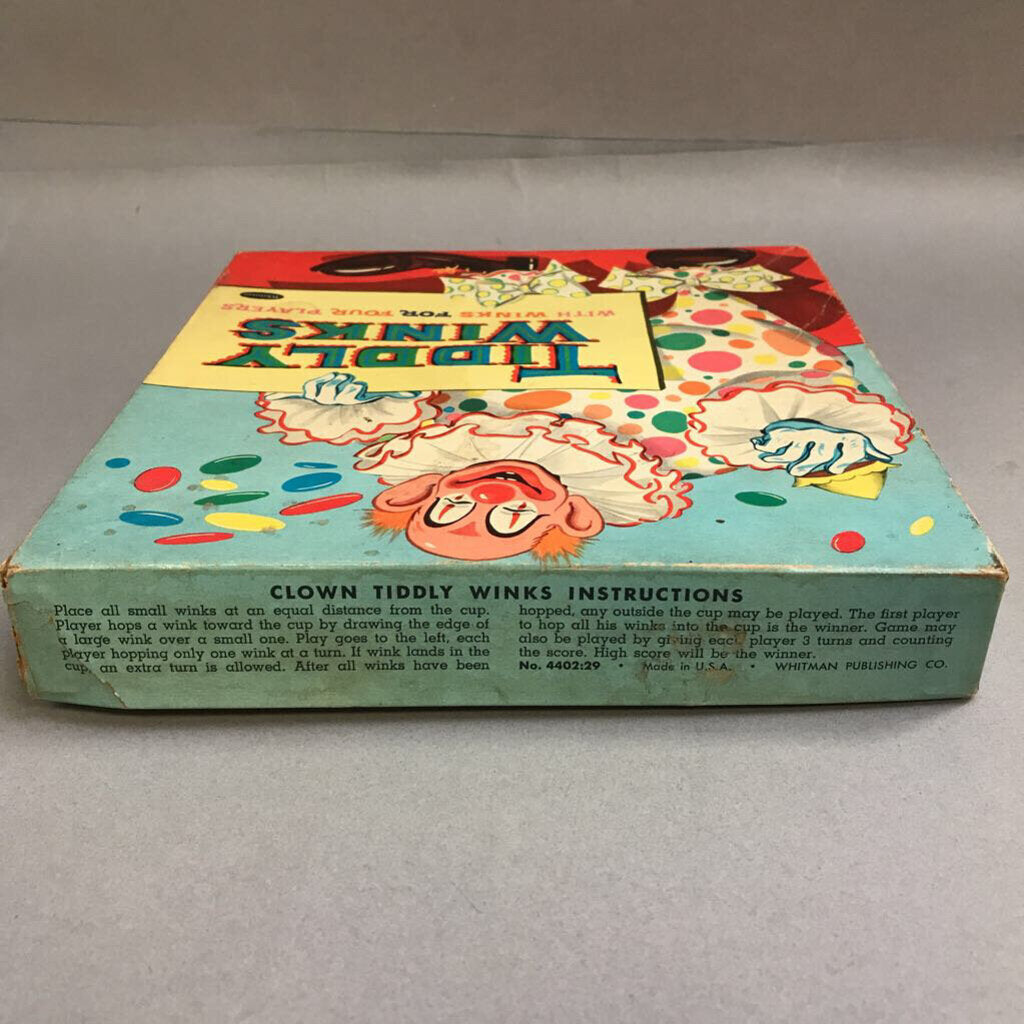 TIDDLY
WINKS
WITH WINKS FOR FOUR PLAYERS
CLOWN TIDDLY WINKS INSTRUCTIONS
Place all small winks at an equal distance from the cup.
Player hops a wink toward the cup by drawing the edge of
a large wink over a small one. Play goes to the left, each
player hopping only one wink at a turn. If wink lands in the
cup, an extra turn is allowed. After all winks have been
hopped, any outside the cup may be played. The first player
to hop all his winks into the cup is the winner. Game may
also be played by giving each player 3 turns and counting
the score. High score will be the winner.
No. 4402:29 • Made in U.S.A. • WHITMAN PUBLISHING CO.